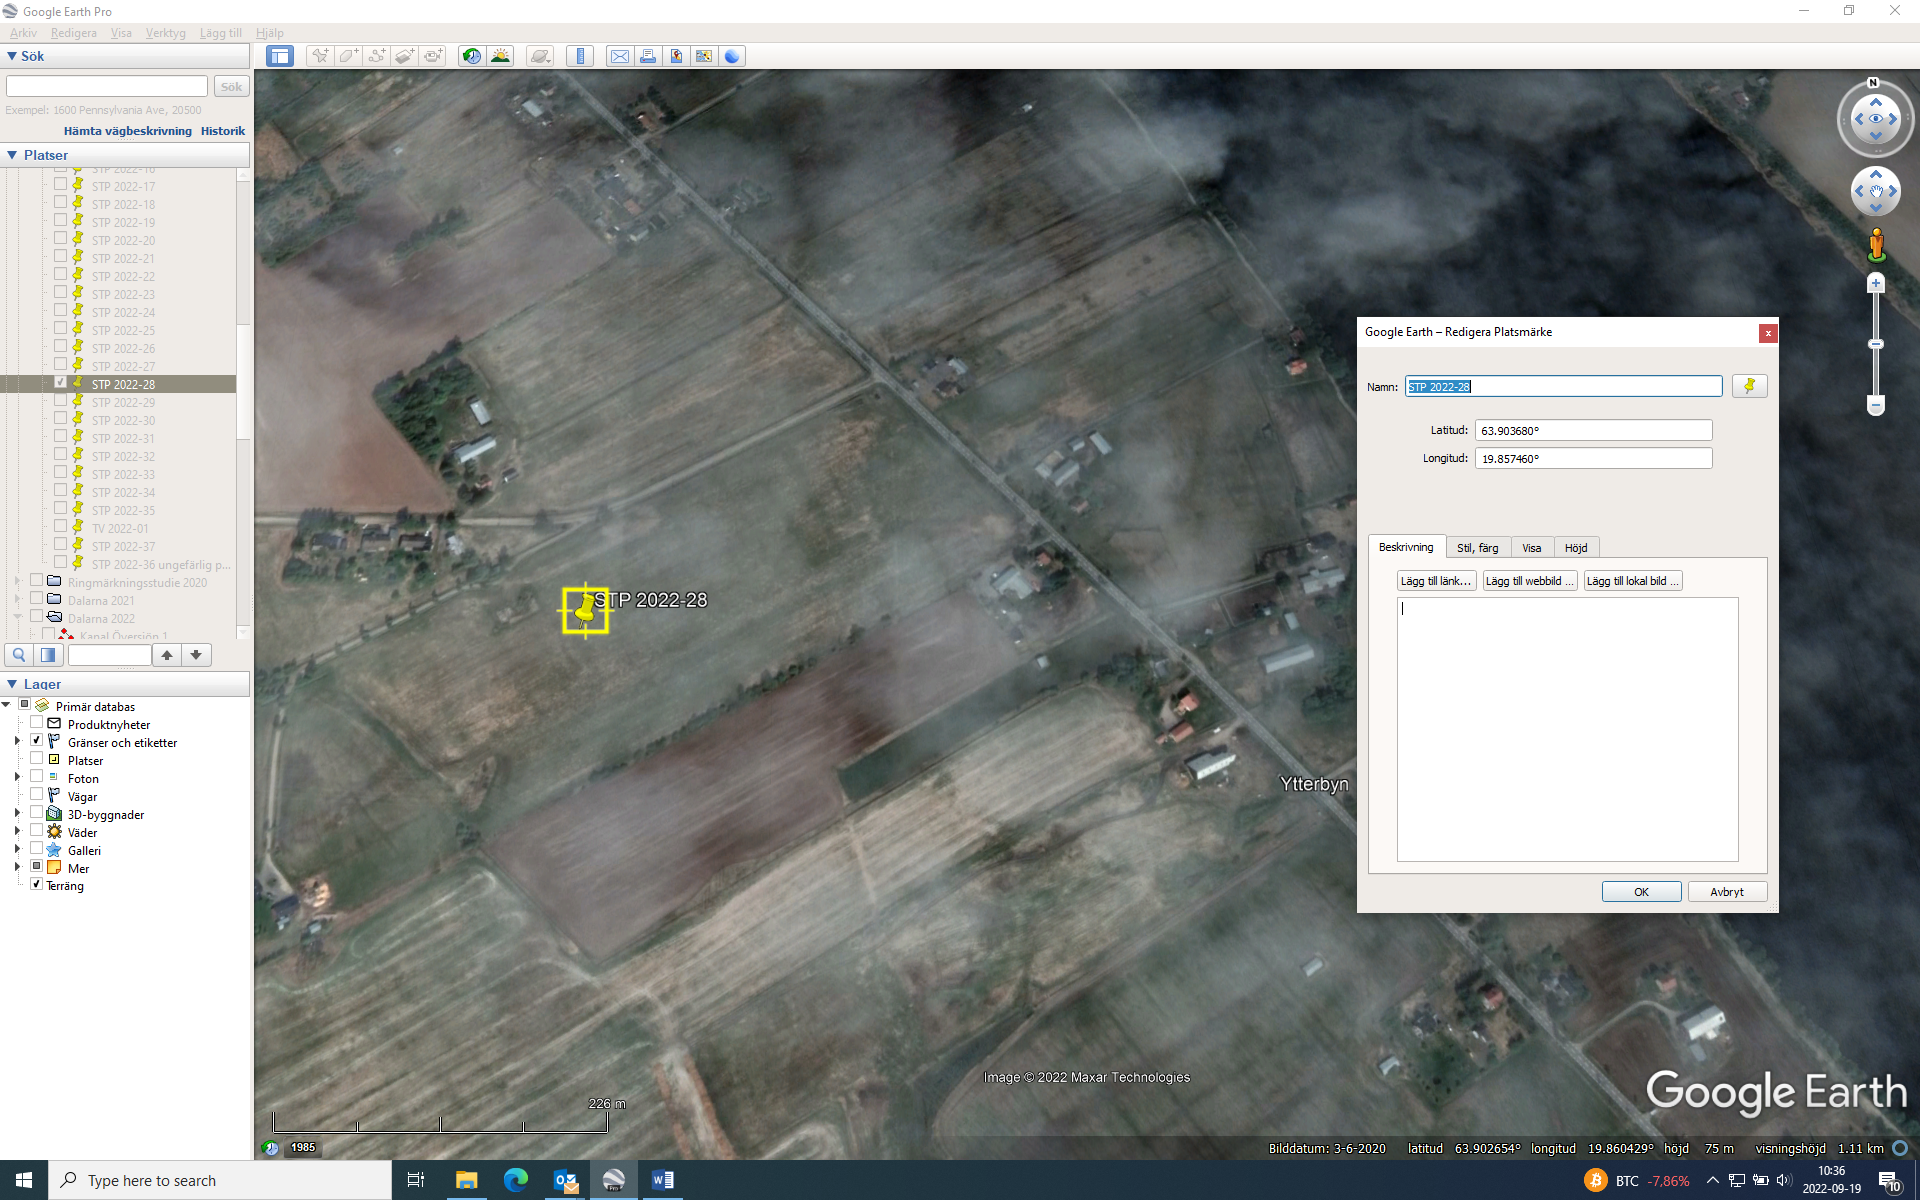 Google Earth Pro
Arkiv Redigera Visa Verktyg Lägg till Hjälp
Sök
Sök
Exempel: 1600 Pennsylvania Ave, 20500
Hämta vägbeskrivning Historik
Platser
STP 2022-16
STP 2022-17
STP 2022-18
STP 2022-19
STP 2022-20
STP 2022-21
STP 2022-22
STP 2022-23
STP 2022-24
STP 2022-25
STP 2022-26
STP 2022-27
STP 2022-28
STP 2022-29
STP 2022-30
STP 2022-31
STP 2022-32
STP 2022-33
STP 2022-34
STP 2022-35
TV 2022-01
STP 2022-37
STP 2022-36 ungefärlig p...
Ringmärkningsstudie 2020
Dalarna 2021
Dalarna 2022
Kanal Översiön 1
Lager
Primär databas
Produktnyheter
Gränser och etiketter
Platser
Foton
Vägar
3D-byggnader
Väder
Galleri
Mer
Terräng
STP 2022-28
Ytterbyn
N
Google Earth – Redigera Platsmärke
x
Namn: STP 2022-28
Latitud: 63.903680°
Longitud: 19.857460°
Beskrivning Stil, färg Visa Höjd
Lägg till länk... Lägg till webbild ... Lägg till lokal bild ...
OK Avbryt
Image © 2022 Maxar Technologies
Google Earth
226 m
1985
Bilddatum: 3-6-2020 latitud 63.902654° longitud 19.860429° höjd 75 m visningshöjd 1.11 km
Type here to search
BTC -7,86%
10:36
2022-09-19
10